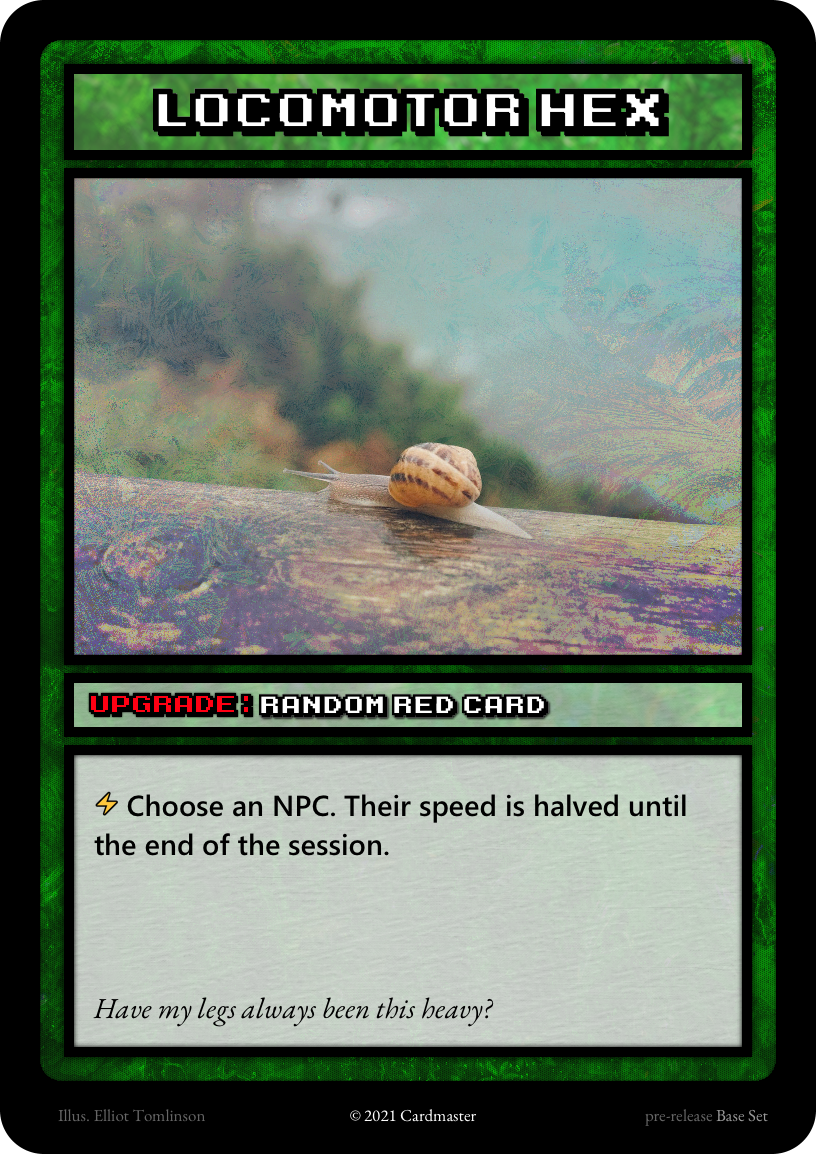 LOCOMOTOR HEX
UPGRADE: RANDOM RED CARD
⚡ Choose an NPC. Their speed is halved until
the end of the session.
Have my legs always been this heavy?
Illus. Elliot Tomlinson © 2021 Cardmaster pre-release Base Set